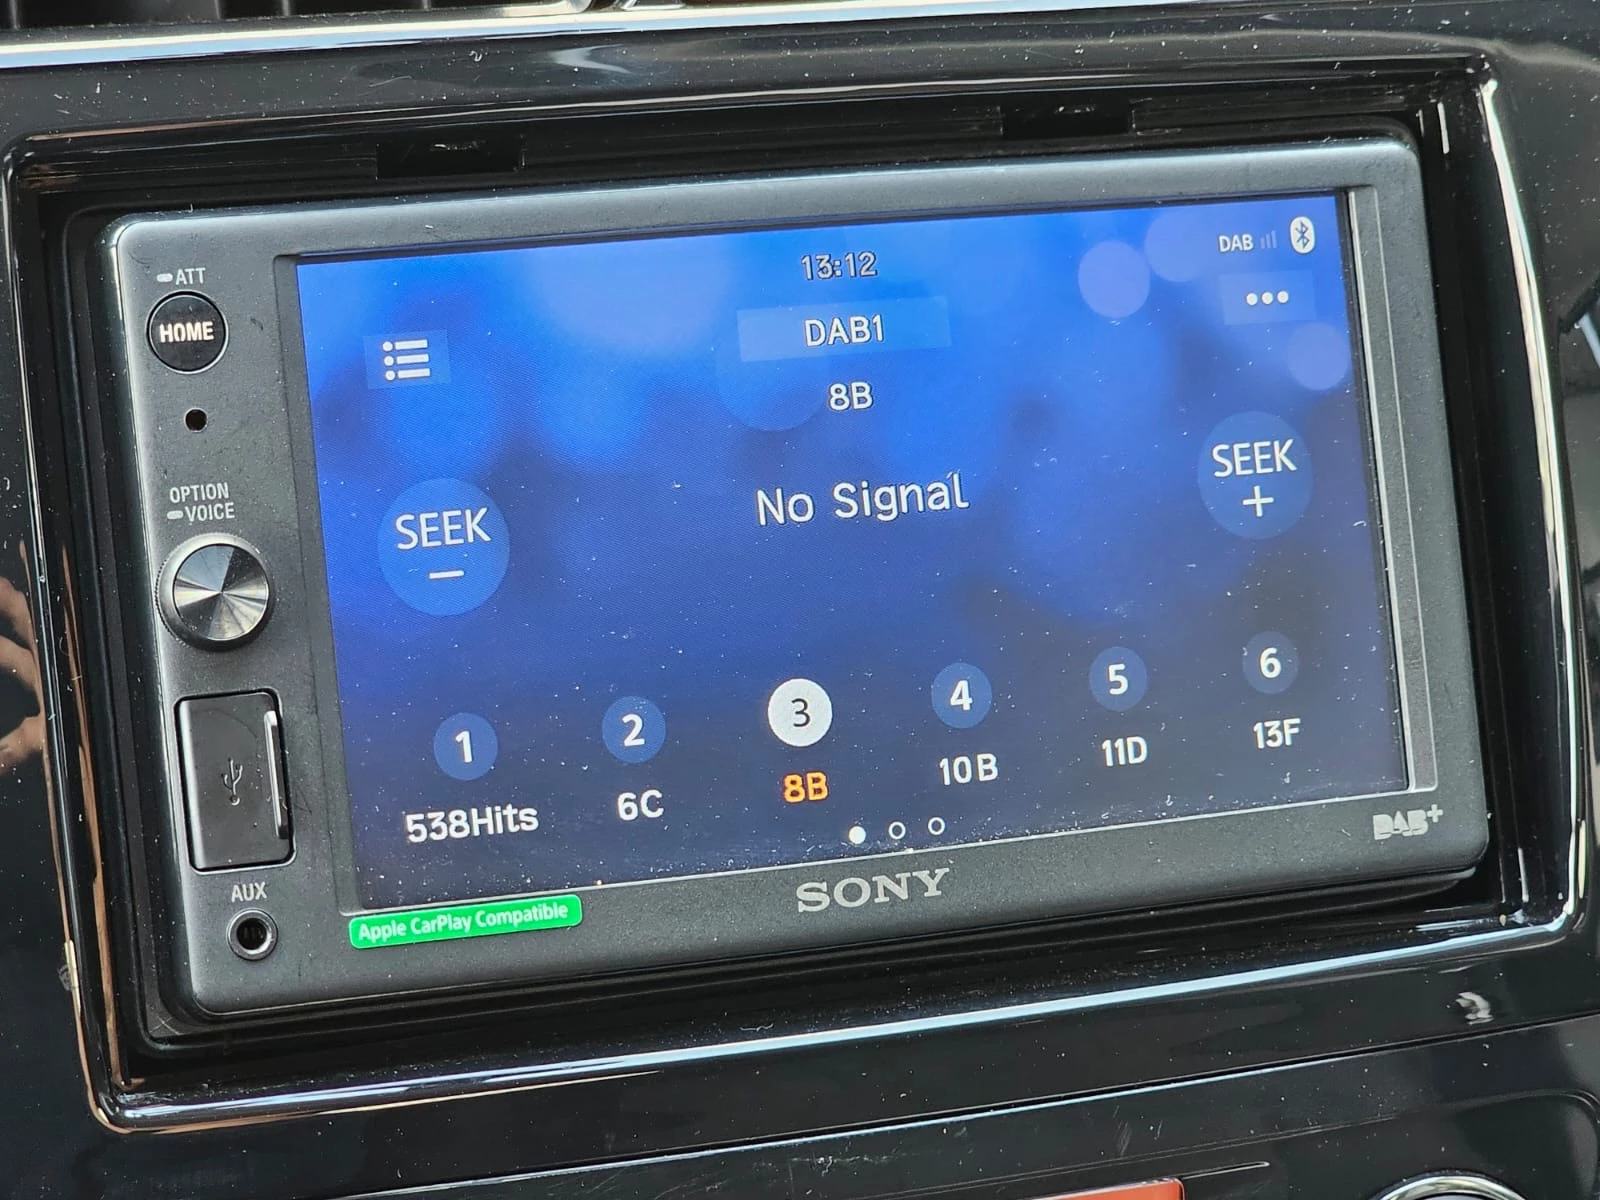 ATT
HOME
OPTION
VOICE
AUX
13:12
DAB
DAB1
8B
No Signal
SEEK
–
SEEK
+
1 2 3 4 5 6
538Hits 6C 8B 10B 11D 13F
Apple CarPlay Compatible
SONY
DAB+